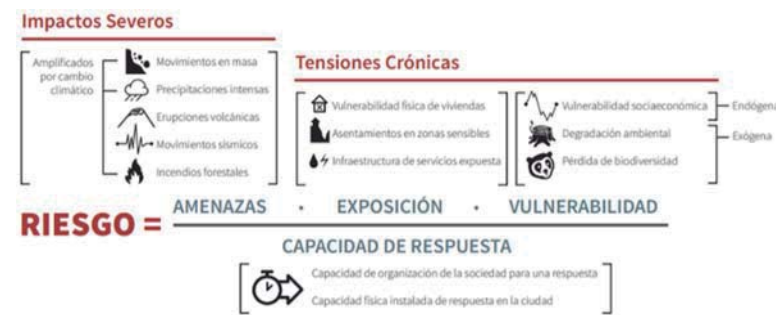 Impactos Severos
Amplificados
por cambio
climático
Movimientos en masa
Precipitaciones intensas
Erupciones volcánicas
Movimientos sísmicos
Incendios forestales
Tensiones Crónicas
Vulnerabilidad física de viviendas
Asentamientos en zonas sensibles
Infraestructura de servicios expuesta
Vulnerabilidad socioeconómica
Endógena
Degradación ambiental
Exógena
Pérdida de biodiversidad
RIESGO = AMENAZAS · EXPOSICIÓN · VULNERABILIDAD
CAPACIDAD DE RESPUESTA
Capacidad de organización de la sociedad para una respuesta
Capacidad física instalada de respuesta en la ciudad